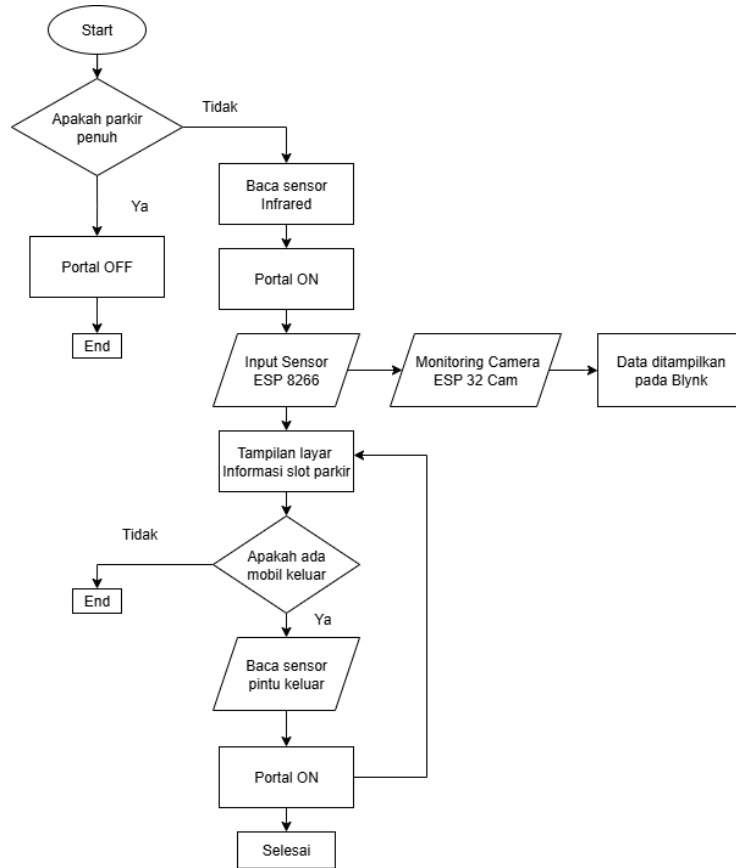 Start
Apakah parkir
penuh
Tidak
Baca sensor
Infrared
Ya
Portal OFF
Portal ON
End
Input Sensor
ESP 8266
Monitoring Camera
ESP 32 Cam
Data ditampilkan
pada Blynk
Tampilan layar
Informasi slot parkir
Tidak
Apakah ada
mobil keluar
End
Ya
Baca sensor
pintu keluar
Portal ON
Selesai